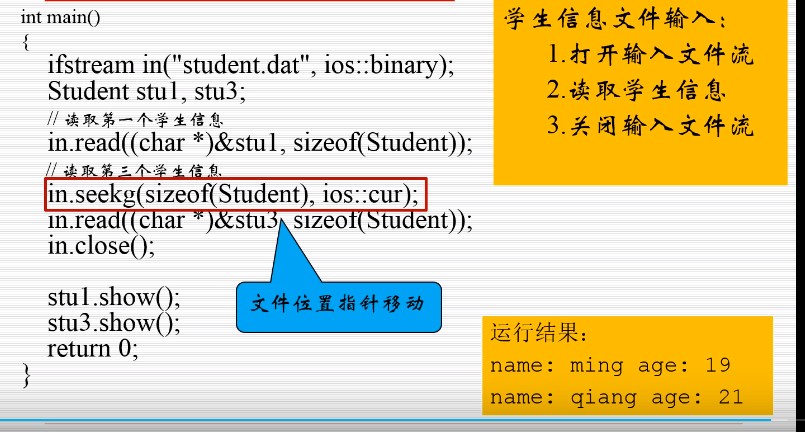 int main()
{
ifstream in("student.dat", ios::binary);
Student stu1, stu3;
// 读取第一个学生信息
in.read((char *)&stu1, sizeof(Student));
// 读取第三个学生信息
in.seekg(sizeof(Student), ios::cur);
in.read((char *)&stu3, sizeof(Student));
in.close();
stu1.show();
stu3.show();
return 0;
}
文件位置指针移动
学生信息文件输入：
1.打开输入文件流
2.读取学生信息
3.关闭输入文件流
运行结果：
name: ming age: 19
name: qiang age: 21